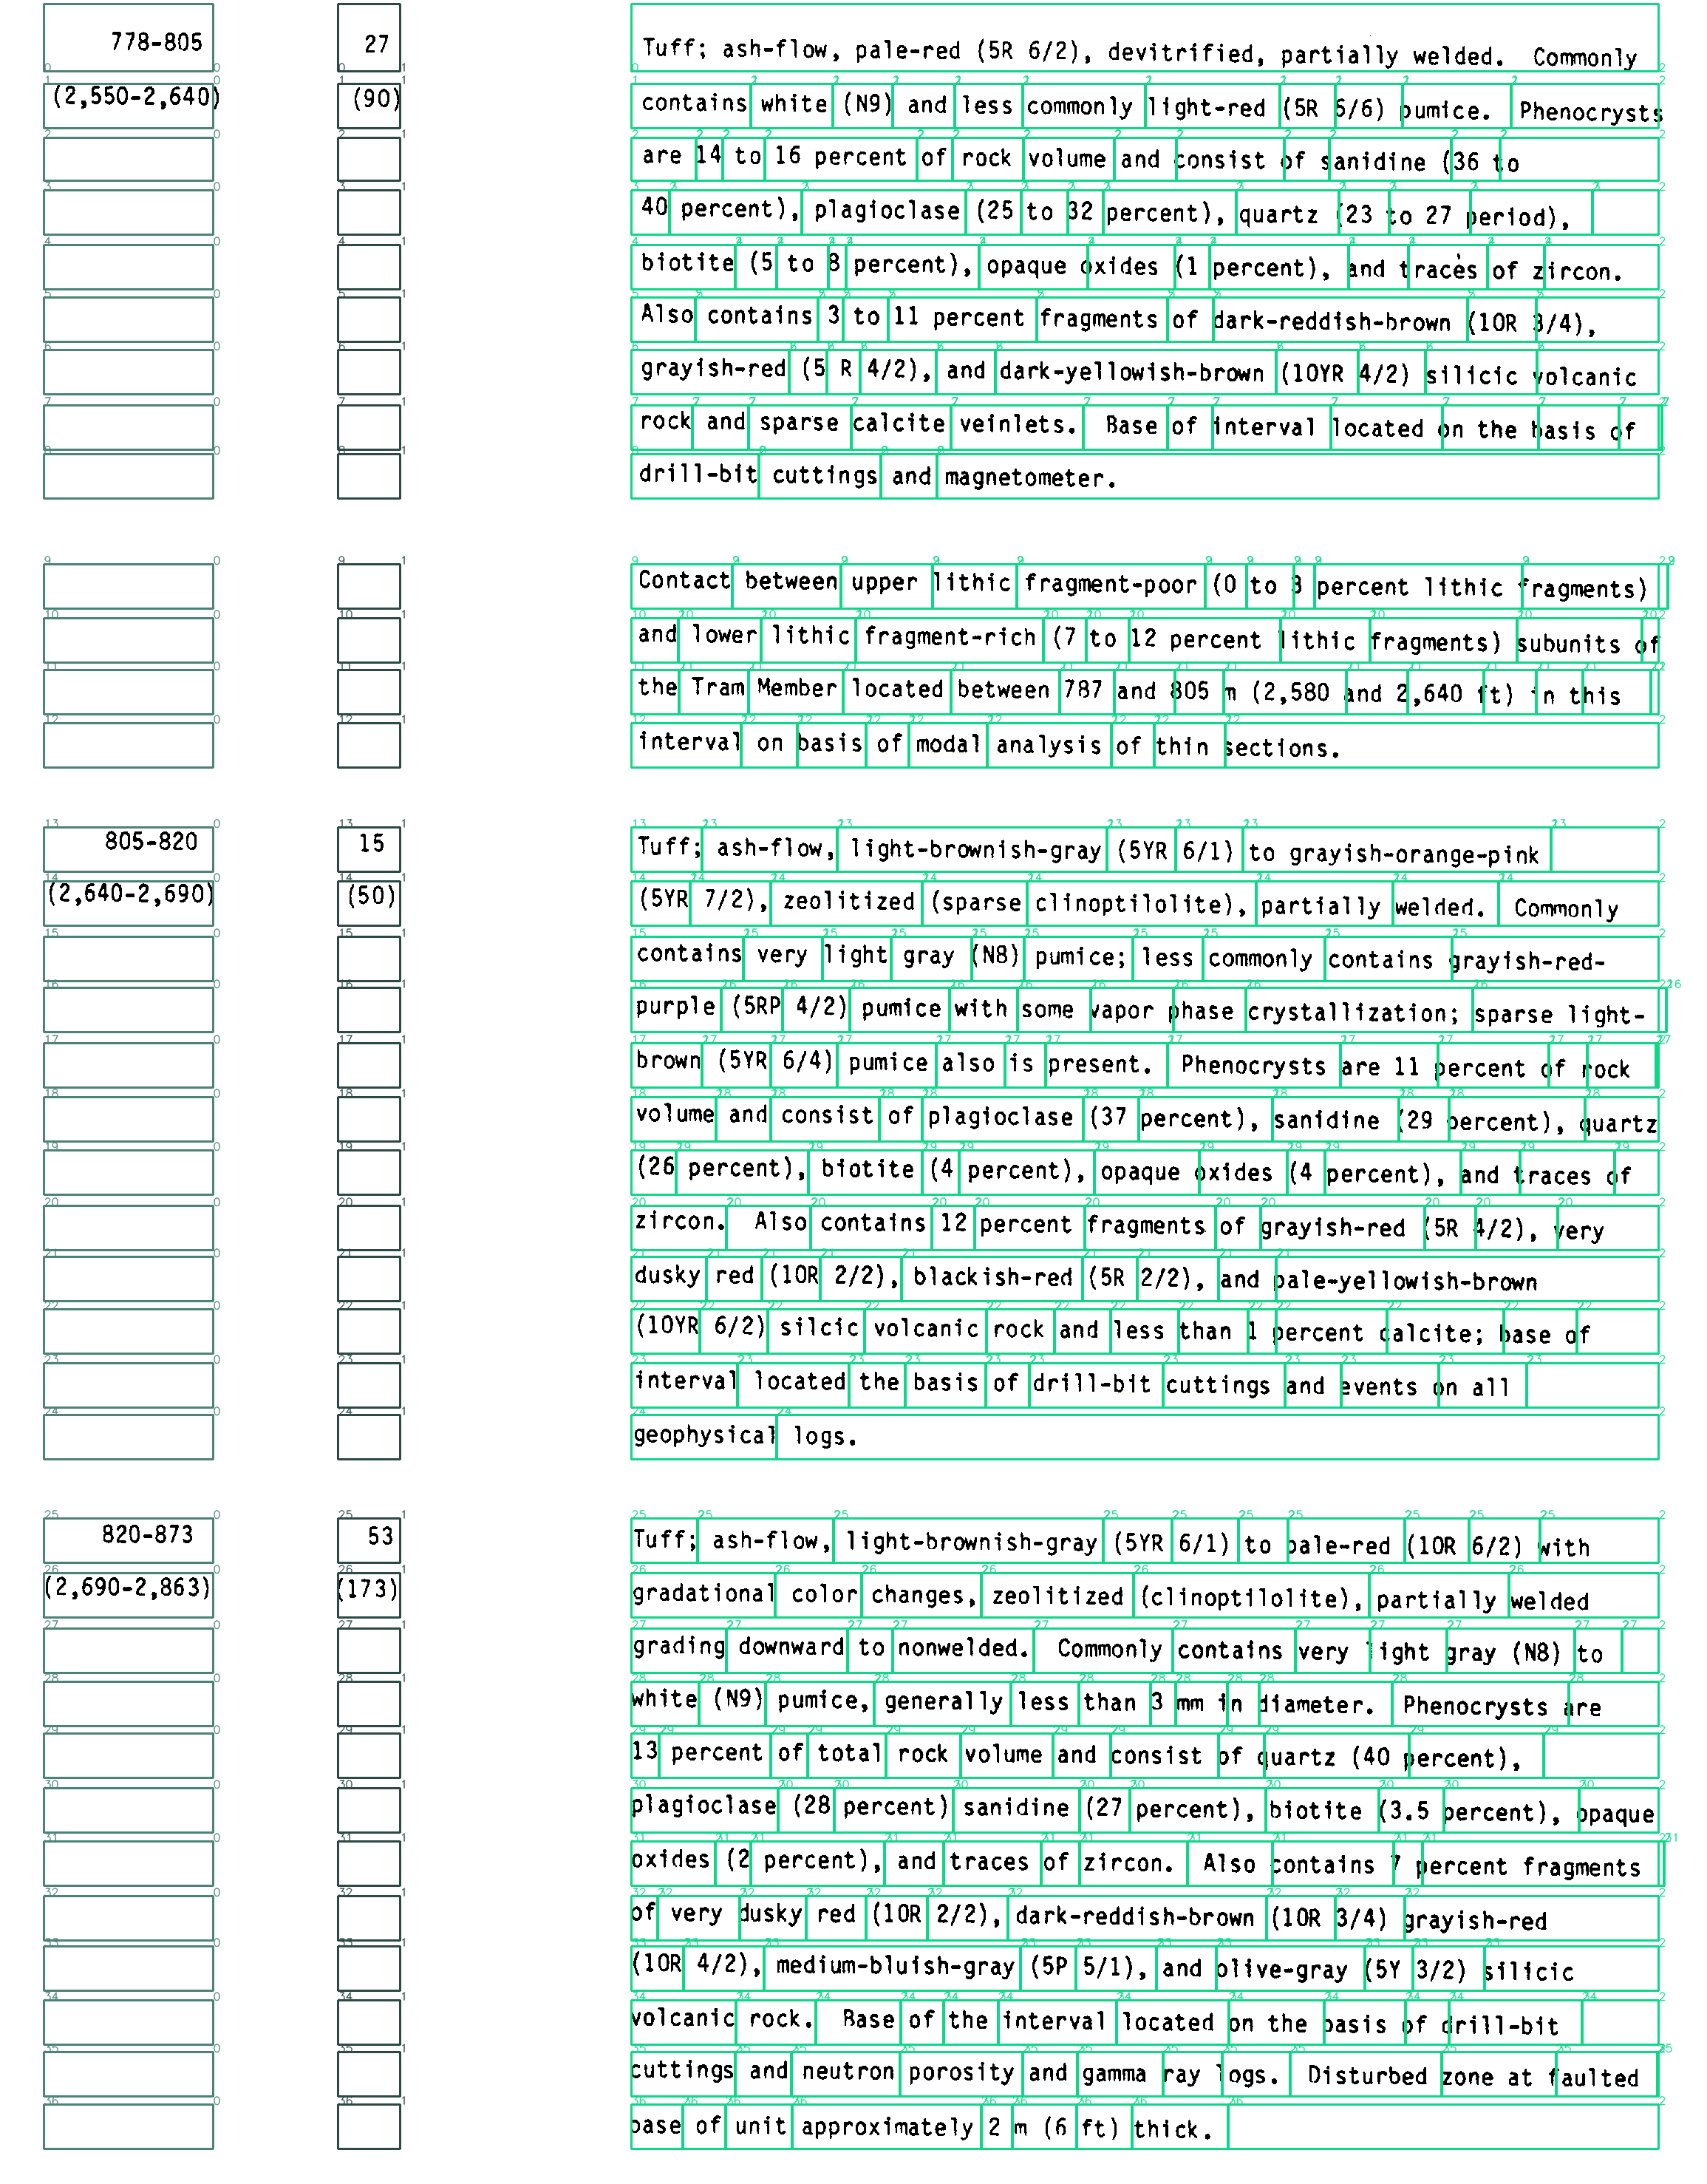 778-805 27 Tuff; ash-flow, pale-red (5R 6/2), devitrified, partially welded. Commonly
(2,550-2,640) (90) contains white (N9) and less commonly light-red (5R 6/6) pumice. Phenocrysts
are 14 to 16 percent of rock volume and consist of sanidine (36 to
40 percent), plagioclase (25 to 32 percent), quartz (23 to 27 period),
biotite (5 to 8 percent), opaque oxides (1 percent), and traces of zircon.
Also contains 3 to 11 percent fragments of dark-reddish-brown (10R 3/4),
grayish-red (5 R 4/2), and dark-yellowish-brown (10YR 4/2) silicic volcanic
rock and sparse calcite veinlets. Base of interval located on the basis of
drill-bit cuttings and magnetometer.
Contact between upper lithic fragment-poor (0 to 3 percent lithic fragments)
and lower lithic fragment-rich (7 to 12 percent lithic fragments) subunits of
the Tram Member located between 787 and 805 m (2,580 and 2,640 ft) in this
interval on basis of modal analysis of thin sections.
805-820 15 Tuff; ash-flow, light-brownish-gray (5YR 6/1) to grayish-orange-pink
(2,640-2,690) (50) (5YR 7/2), zeolitized (sparse clinoptilolite), partially welded. Commonly
contains very light gray (N8) pumice; less commonly contains grayish-red-
purple (5RP 4/2) pumice with some vapor phase crystallization; sparse light-
brown (5YR 6/4) pumice also is present. Phenocrysts are 11 percent of rock
volume and consist of plagioclase (37 percent), sanidine (29 percent), quartz
(26 percent), biotite (4 percent), opaque oxides (4 percent), and traces of
zircon. Also contains 12 percent fragments of grayish-red (5R 4/2), very
dusky red (10R 2/2), blackish-red (5R 2/2), and pale-yellowish-brown
(10YR 6/2) silcic volcanic rock and less than 1 percent calcite; base of
interval located the basis of drill-bit cuttings and events on all
geophysical logs.
820-873 53 Tuff; ash-flow, light-brownish-gray (5YR 6/1) to pale-red (10R 6/2) with
(2,690-2,863) (173) gradational color changes, zeolitized (clinoptilolite), partially welded
grading downward to nonwelded. Commonly contains very light gray (N8) to
white (N9) pumice, generally less than 3 mm in diameter. Phenocrysts are
13 percent of total rock volume and consist of quartz (40 percent),
plagioclase (28 percent) sanidine (27 percent), biotite (3.5 percent), opaque
oxides (2 percent), and traces of zircon. Also contains 7 percent fragments
of very dusky red (10R 2/2), dark-reddish-brown (10R 3/4) grayish-red
(10R 4/2), medium-bluish-gray (5P 5/1), and olive-gray (5Y 3/2) silicic
volcanic rock. Base of the interval located on the basis of drill-bit
cuttings and neutron porosity and gamma ray logs. Disturbed zone at faulted
base of unit approximately 2 m (6 ft) thick.